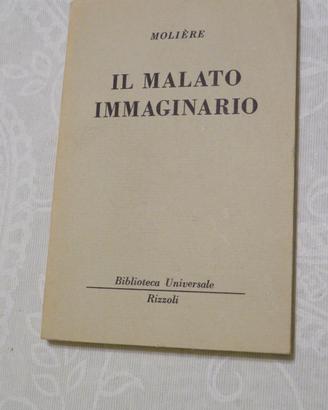 MOLIÈRE
IL MALATO
IMMAGINARIO
Biblioteca Universale
Rizzoli